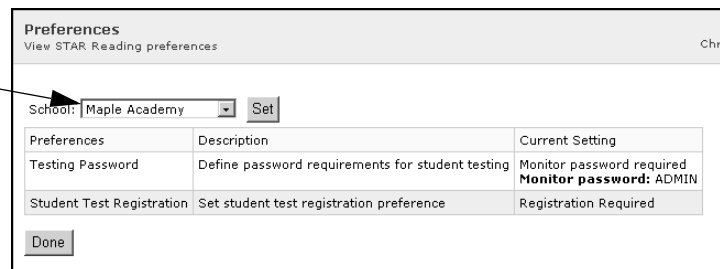 Preferences
View STAR Reading preferences
Chr
School: Maple Academy Set
Preferences Description Current Setting
Testing Password Define password requirements for student testing Monitor password required
Monitor password: ADMIN
Student Test Registration Set student test registration preference Registration Required
Done